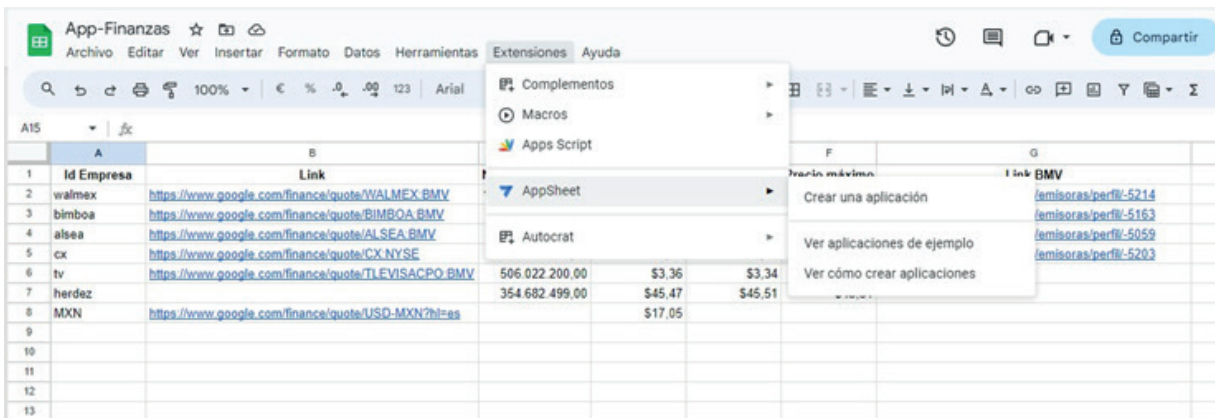 App-Finanzas
Archivo Editar Ver Insertar Formato Datos Herramientas Extensiones Ayuda
Compartir
100% € % .0 .00 123 Arial
Complementos
Macros
Apps Script
AppSheet
Autocrat
Crear una aplicación
Ver aplicaciones de ejemplo
Ver cómo crear aplicaciones
A15 fx
A B F G
1 Id Empresa Link Precio máximo Link BMV
2 walmex https://www.google.com/finance/quote/WALMEX:BMV /emisoras/perfil/-5214
3 bimboa https://www.google.com/finance/quote/BIMBOA:BMV /emisoras/perfil/-5163
4 alsea https://www.google.com/finance/quote/ALSEA:BMV /emisoras/perfil/-5059
5 cx https://www.google.com/finance/quote/CX:NYSE /emisoras/perfil/-5203
6 tv https://www.google.com/finance/quote/TLEVISACPO:BMV 506.022.200,00 $3,36 $3,34
7 herdez 354.682.499,00 $45,47 $45,51
8 MXN https://www.google.com/finance/quote/USD-MXN?hl=es $17,05
9
10
11
12
13